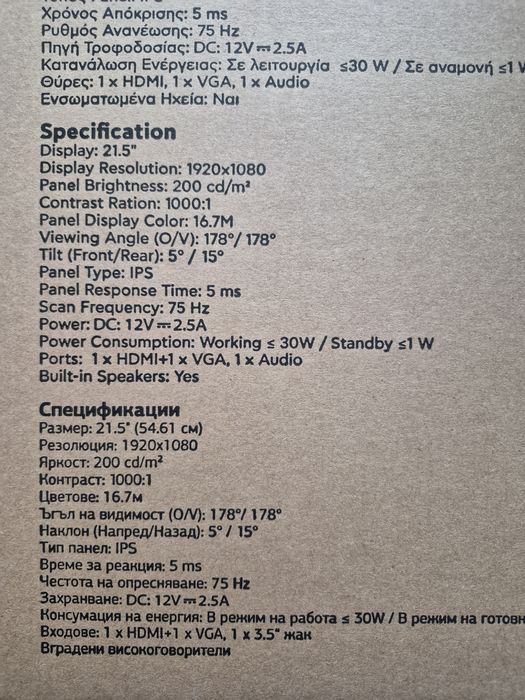 Χρόνος Απόκρισης: 5 ms
Ρυθμός Ανανέωσης: 75 Hz
Πηγή Τροφοδοσίας: DC: 12V⎓2.5A
Κατανάλωση Ενέργειας: Σε λειτουργία ≤30 W / Σε αναμονή ≤1 W
Θύρες: 1 x HDMI, 1 x VGA, 1 x Audio
Ενσωματωμένα Ηχεία: Ναι
Specification
Display: 21.5"
Display Resolution: 1920x1080
Panel Brightness: 200 cd/m²
Contrast Ration: 1000:1
Panel Display Color: 16.7M
Viewing Angle (O/V): 178°/ 178°
Tilt (Front/Rear): 5° / 15°
Panel Type: IPS
Panel Response Time: 5 ms
Scan Frequency: 75 Hz
Power: DC: 12V⎓2.5A
Power Consumption: Working ≤ 30W / Standby ≤1 W
Ports: 1 x HDMI+1 x VGA, 1 x Audio
Built-in Speakers: Yes
Спецификации
Размер: 21.5" (54.61 см)
Резолюция: 1920x1080
Яркост: 200 cd/m²
Контраст: 1000:1
Цветове: 16.7м
Ъгъл на видимост (O/V): 178°/ 178°
Наклон (Напред/Назад): 5° / 15°
Тип панел: IPS
Време за реакция: 5 ms
Честота на опресняване: 75 Hz
Захранване: DC: 12V⎓2.5A
Консумация на енергия: В режим на работа ≤ 30W / В режим на готовн
Входове: 1 x HDMI+1 x VGA, 1 x 3.5" жак
Вградени високоговорители